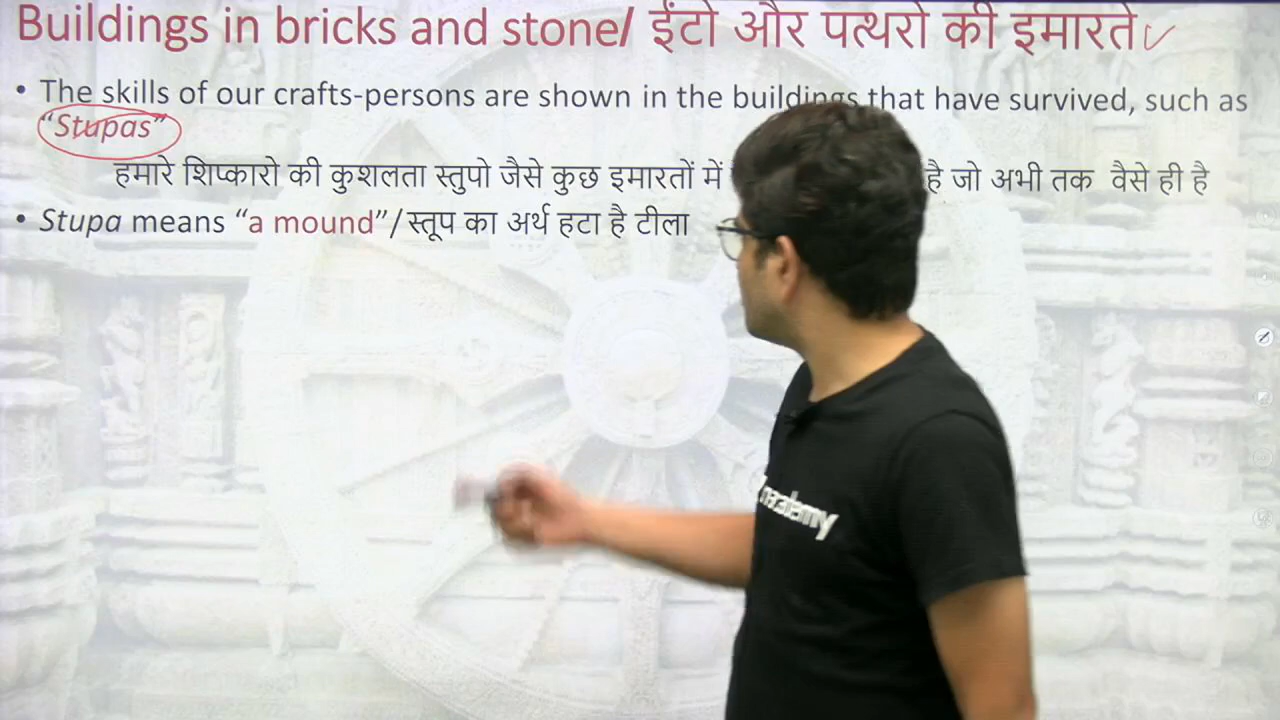 Buildings in bricks and stone/ ईंटो और पत्थरो की इमारते
• The skills of our crafts-persons are shown in the buildings that have survived, such as
“Stupas”
हमारे शिप्कारो की कुशलता स्तुपो जैसे कुछ इमारतों में है जो अभी तक वैसे ही है
• Stupa means “a mound”/स्तूप का अर्थ हटा है टीला